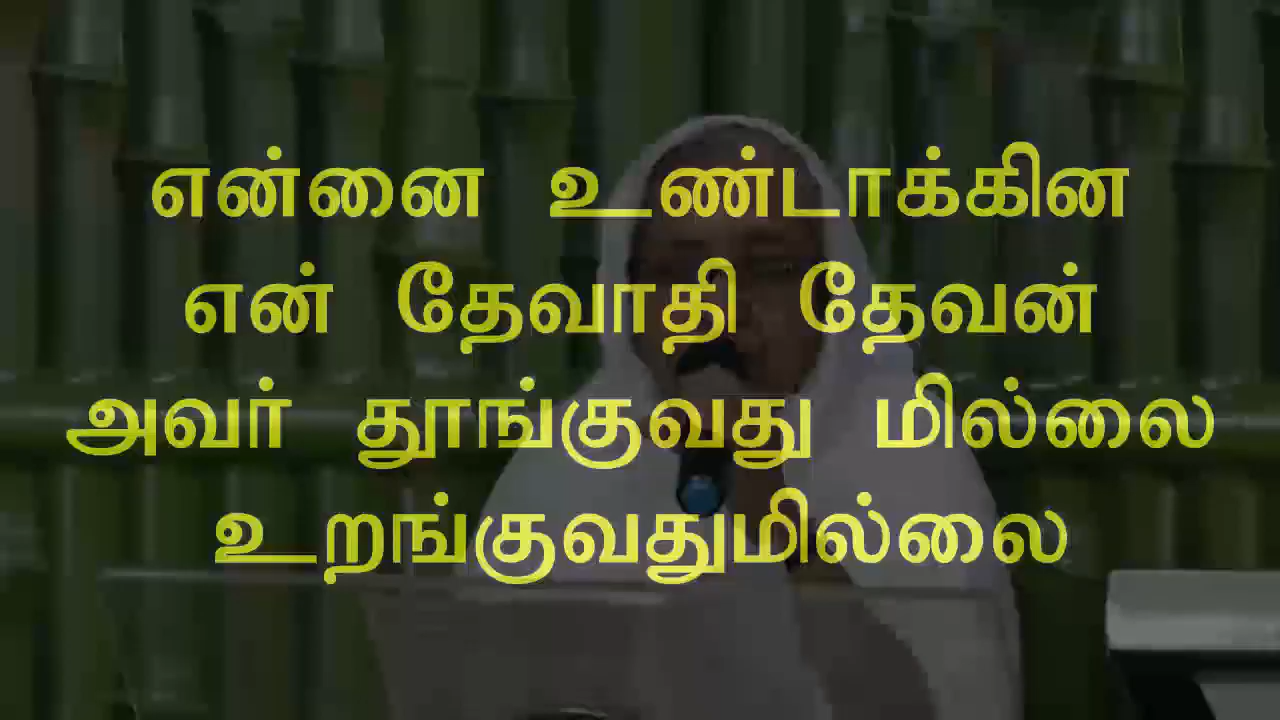 என்னை உண்டாக்கின
என் தேவாதி தேவன்
அவர் தூங்குவது மில்லை
உறங்குவதுமில்லை